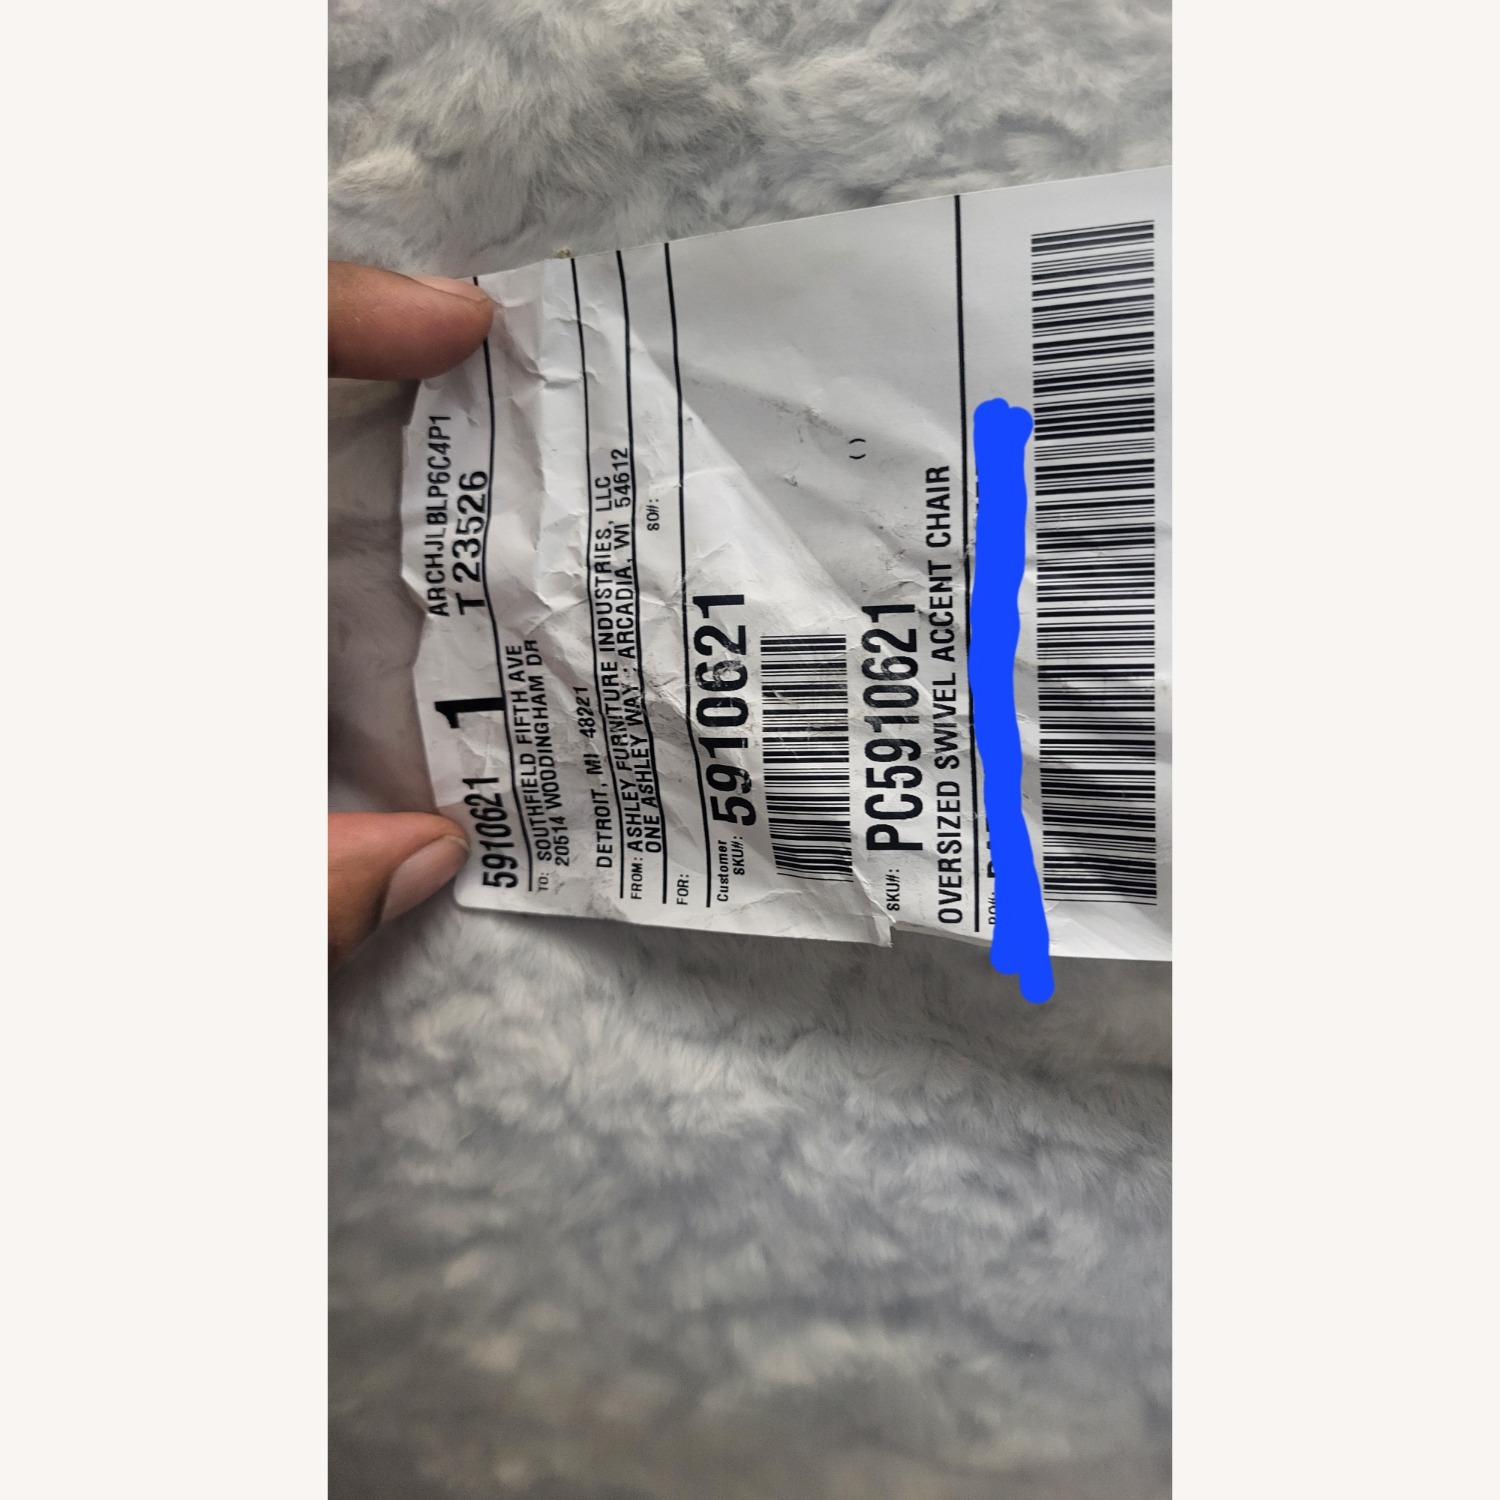 ARCHJLBLP6C4P1
5910621 1 T 23526
TO: SOUTHFIELD FIFTH AVE
20514 WOODINGHAM DR
DETROIT, MI 48221
FROM: ASHLEY FURNITURE INDUSTRIES, LLC
ONE ASHLEY WAY : ARCADIA, WI 54612
FOR: SO#:
Customer SKU#: 5910621
( )
SKU#: PC5910621
OVERSIZED SWIVEL ACCENT CHAIR